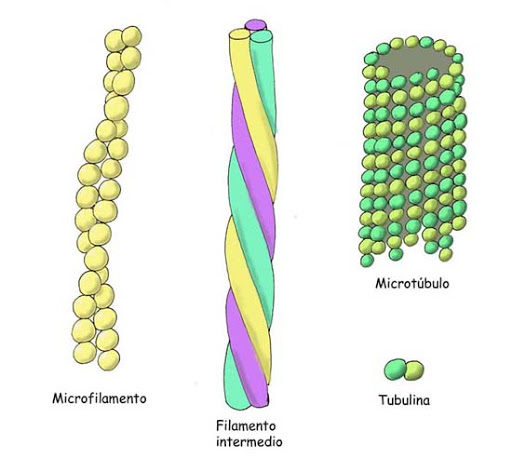 Microtúbulo
Microfilamento
Tubulina
Filamento
intermedio